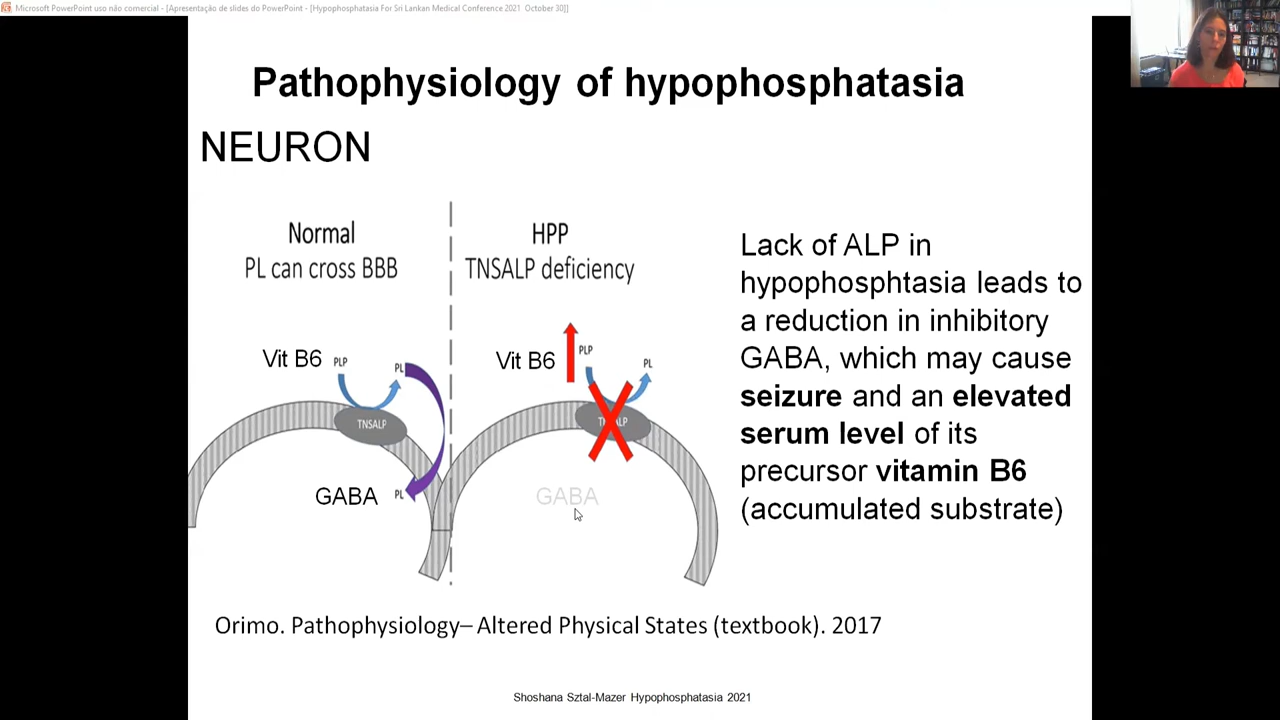 Microsoft PowerPoint uso não comercial - [Apresentação de slides do PowerPoint - [Hypophosphatasia For Sri Lankan Medical Conference 2021 October 30]]
Pathophysiology of hypophosphatasia
NEURON
Normal
PL can cross BBB
HPP
TNSALP deficiency
Vit B6
PLP
PL
TNSALP
GABA
PL
Vit B6
PLP
PL
GABA
Lack of ALP in
hypophosphtasia leads to
a reduction in inhibitory
GABA, which may cause
seizure and an elevated
serum level of its
precursor vitamin B6
(accumulated substrate)
Orimo. Pathophysiology– Altered Physical States (textbook). 2017
Shoshana Sztal-Mazer Hypophosphatasia 2021